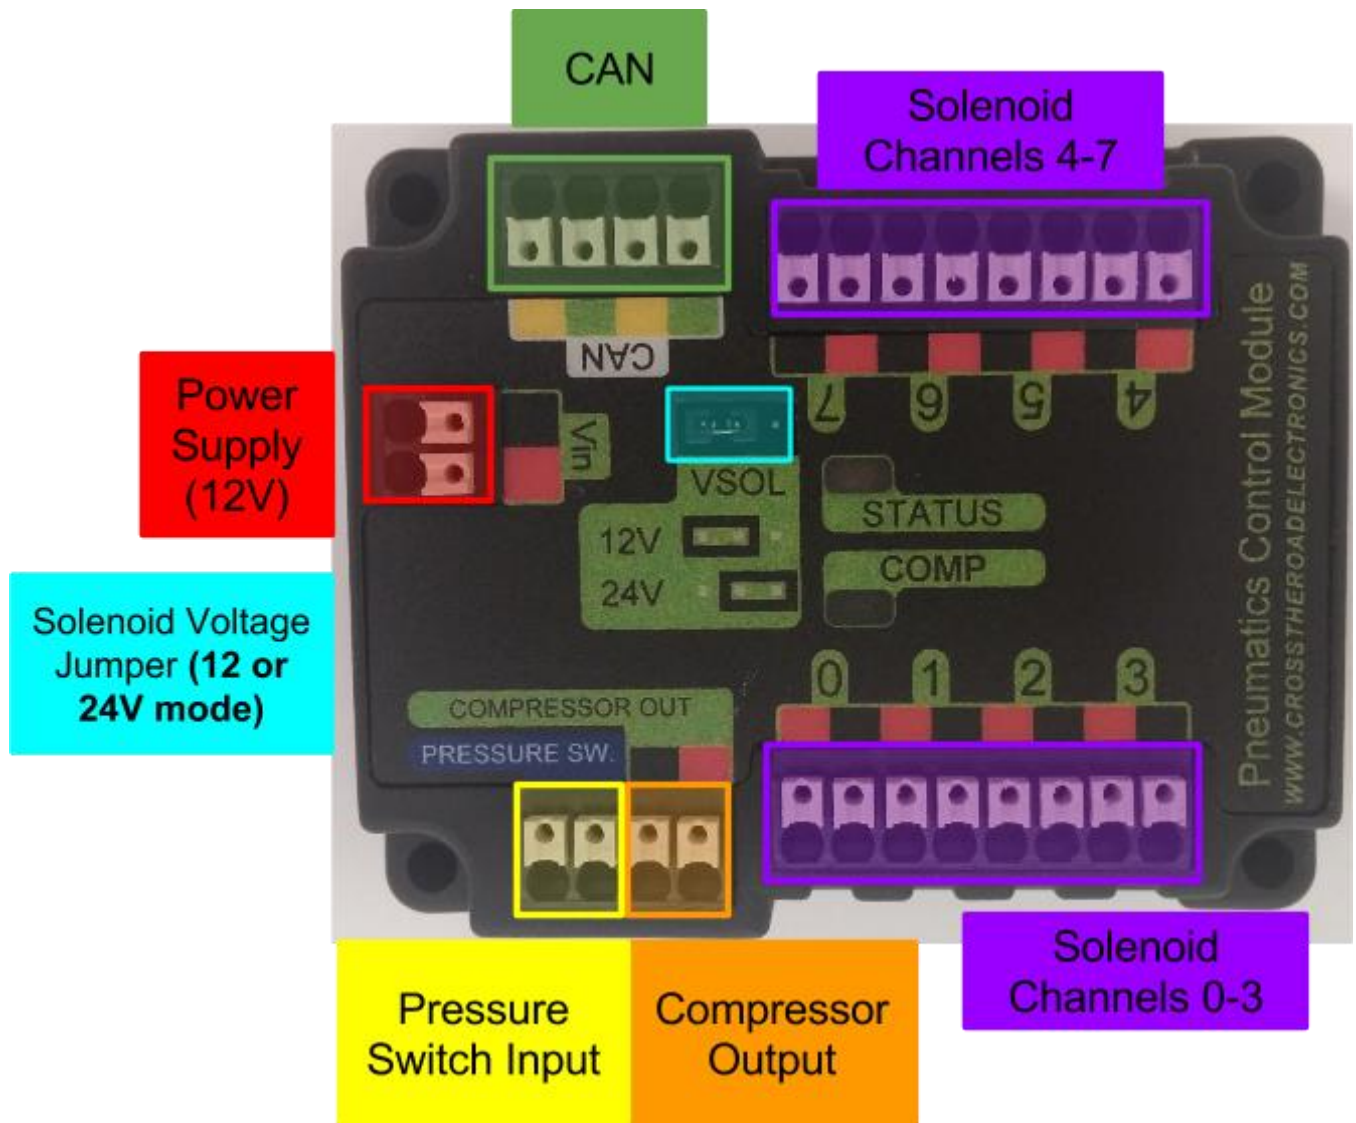 CAN
Solenoid
Channels 4-7
CAN
7 6 5 4
Power
Supply
(12V)
Vin
VSOL
12V
24V
STATUS
COMP
Pneumatics Control Module
WWW.CROSSTHEROADELECTRONICS.COM
Solenoid Voltage
Jumper (12 or
24V mode)
0 1 2 3
COMPRESSOR OUT
PRESSURE SW.
Pressure
Switch Input
Compressor
Output
Solenoid
Channels 0-3